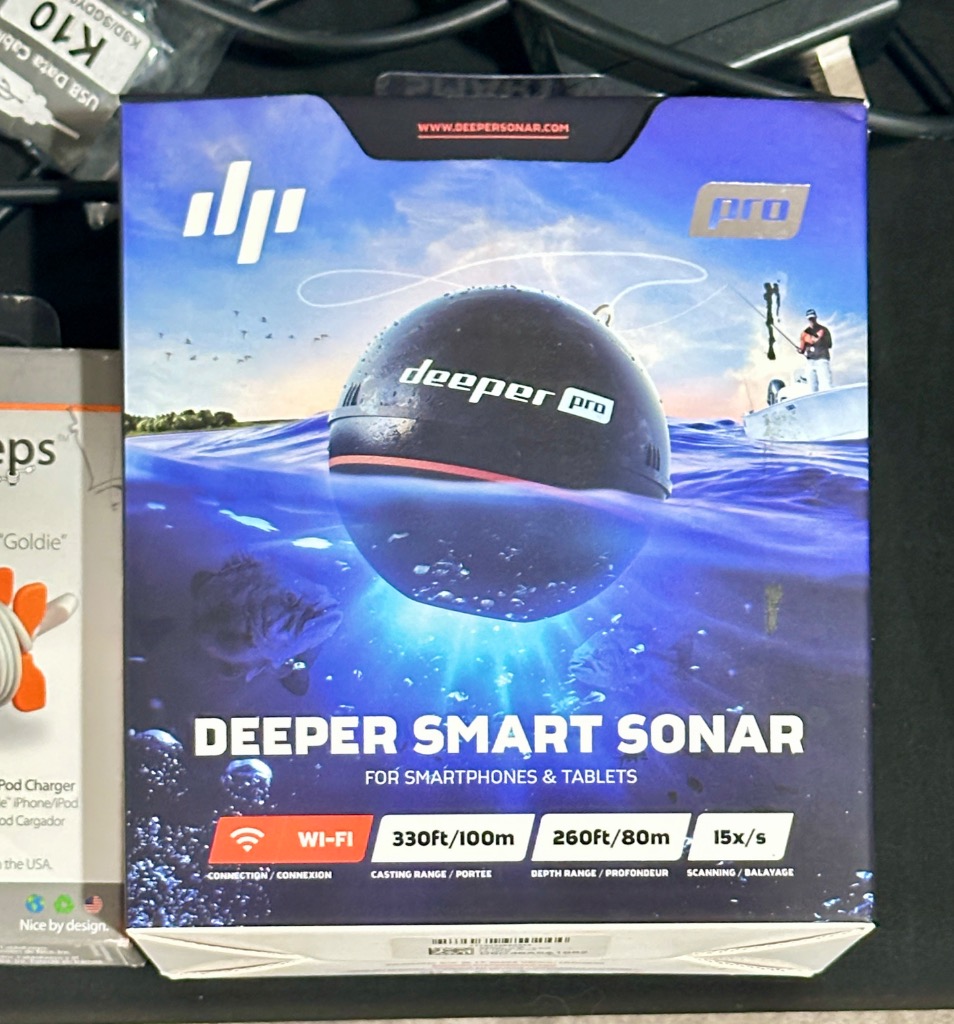 K10
USB Data Cable
WWW.DEEPERSONAR.COM
pro
deeper pro
DEEPER SMART SONAR
FOR SMARTPHONES & TABLETS
WI-FI
330ft/100m
260ft/80m
15x/s
CONNECTION / CONNEXION
CASTING RANGE / PORTÉE
DEPTH RANGE / PROFONDEUR
SCANNING / BALAYAGE
eps
"Goldie"
Pod Charger
iPhone/iPod
od Cargador
the USA.
Nice by design.